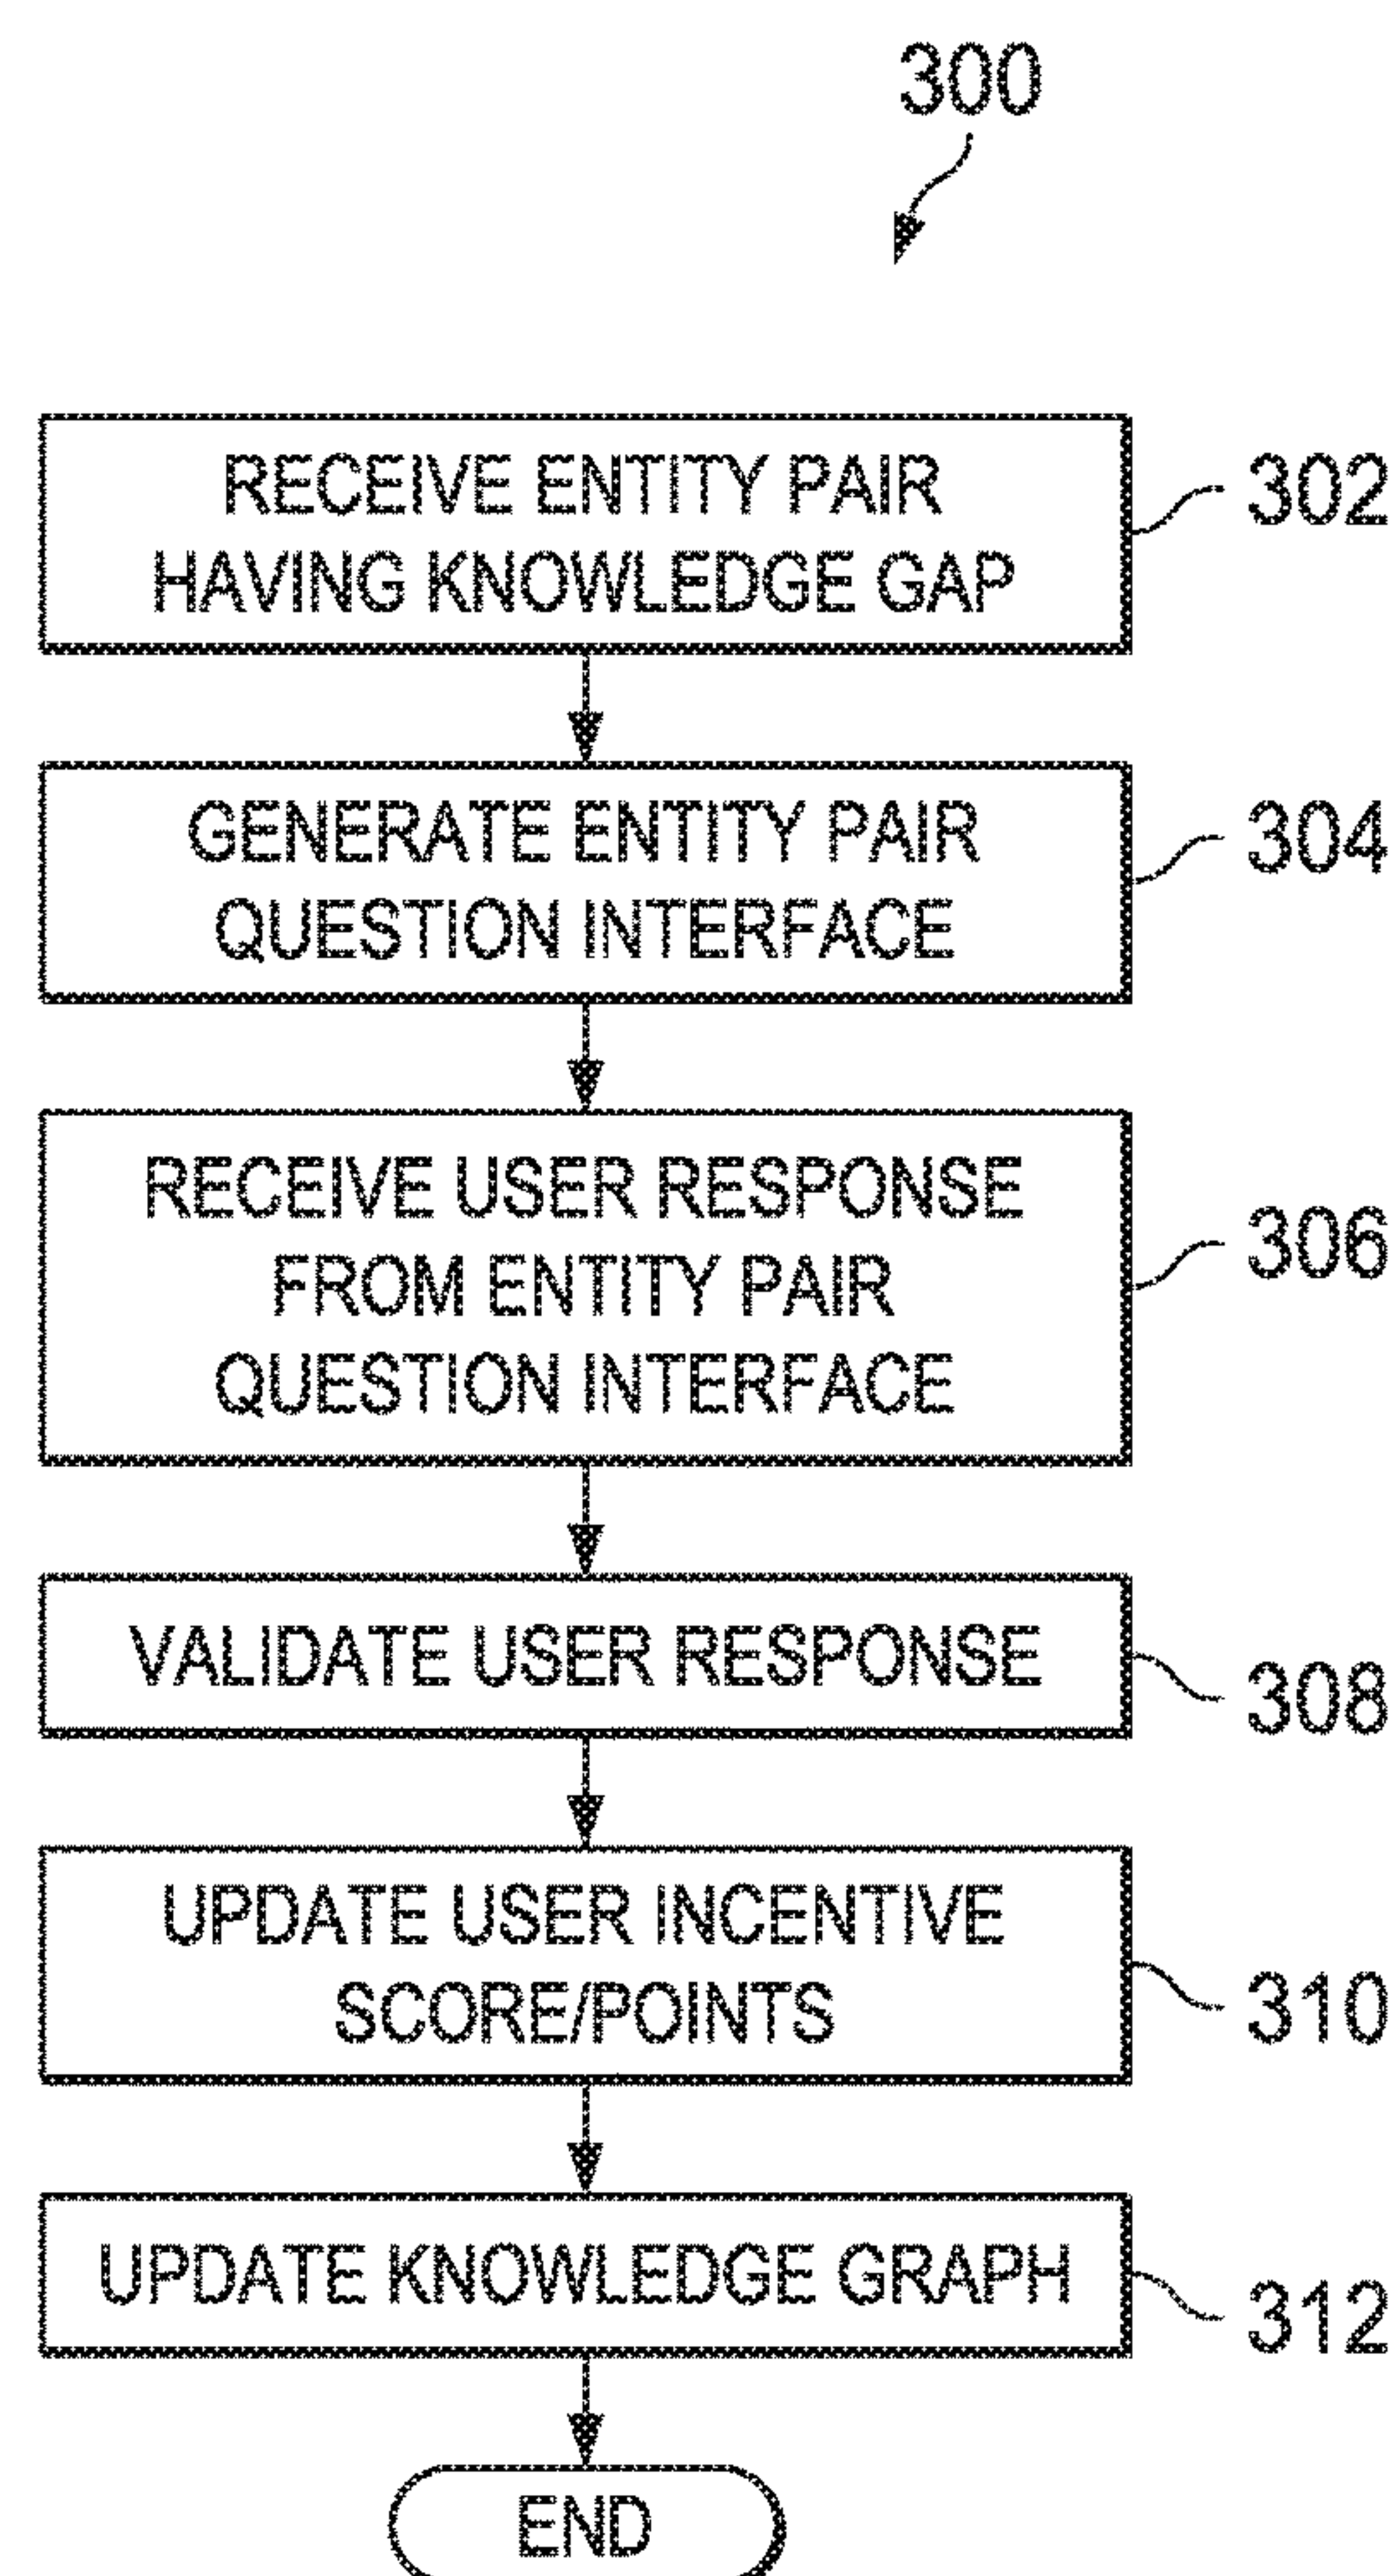 300
RECEIVE ENTITY PAIR
HAVING KNOWLEDGE GAP
302
GENERATE ENTITY PAIR
QUESTION INTERFACE
304
RECEIVE USER RESPONSE
FROM ENTITY PAIR
QUESTION INTERFACE
306
VALIDATE USER RESPONSE
308
UPDATE USER INCENTIVE
SCORE/POINTS
310
UPDATE KNOWLEDGE GRAPH
312
END